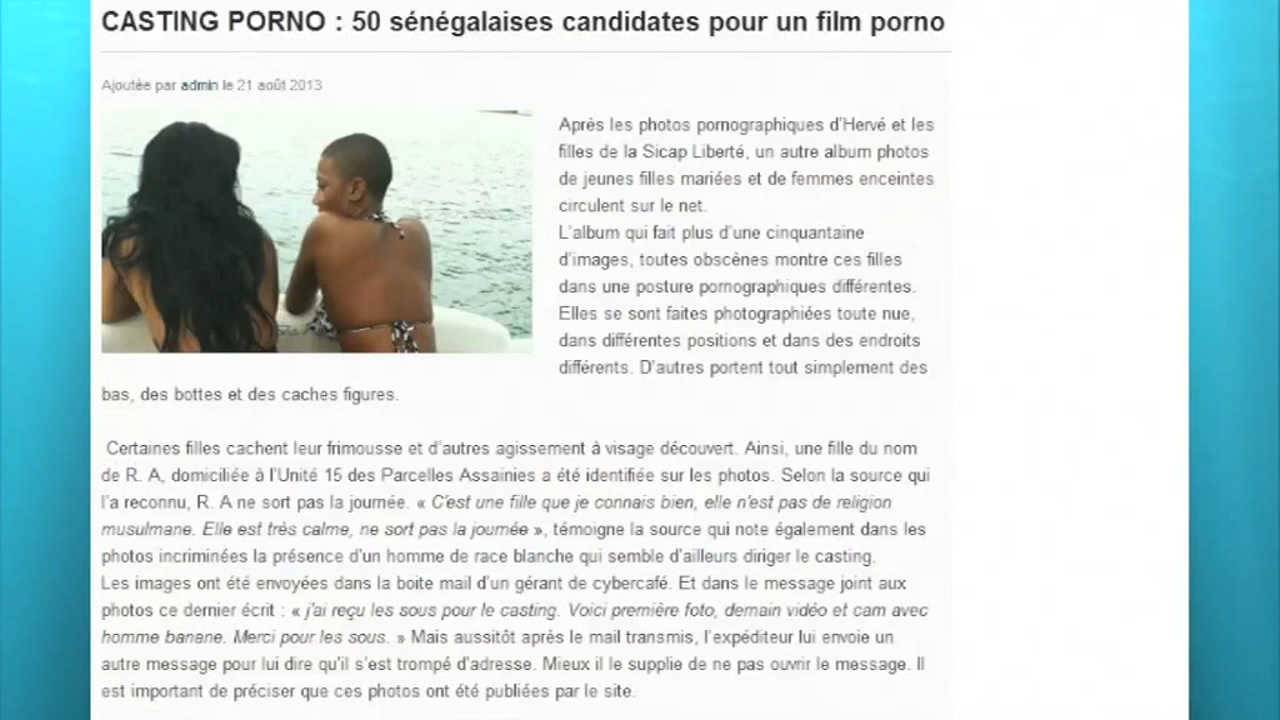 CASTING PORNO : 50 sénégalaises candidates pour un film porno
Ajoutée par admin le 21 août 2013
Après les photos pornographiques d'Hervé et les
filles de la Sicap Liberté, un autre album photos
de jeunes filles mariées et de femmes enceintes
circulent sur le net.
L'album qui fait plus d'une cinquantaine
d'images, toutes obscènes montre ces filles
dans une posture pornographiques différentes.
Elles se sont faites photographiées toute nue,
dans différentes positions et dans des endroits
différents. D'autres portent tout simplement des
bas, des bottes et des caches figures.
Certaines filles cachent leur frimousse et d'autres agissement à visage découvert. Ainsi, une fille du nom
de R. A, domiciliée à l'Unité 15 des Parcelles Assainies a été identifiée sur les photos. Selon la source qui
l'a reconnu, R. A ne sort pas la journée. « C'est une fille que je connais bien, elle n'est pas de religion
musulmane. Elle est très calme, ne sort pas la journée », témoigne la source qui note également dans les
photos incriminées la présence d'un homme de race blanche qui semble d'ailleurs diriger le casting.
Les images ont été envoyées dans la boite mail d'un gérant de cybercafé. Et dans le message joint aux
photos ce dernier écrit : « j'ai reçu les sous pour le casting. Voici première foto, demain vidéo et cam avec
homme banane. Merci pour les sous. » Mais aussitôt après le mail transmis, l'expéditeur lui envoie un
autre message pour lui dire qu'il s'est trompé d'adresse. Mieux il le supplie de ne pas ouvrir le message. Il
est important de préciser que ces photos ont été publiées par le site.